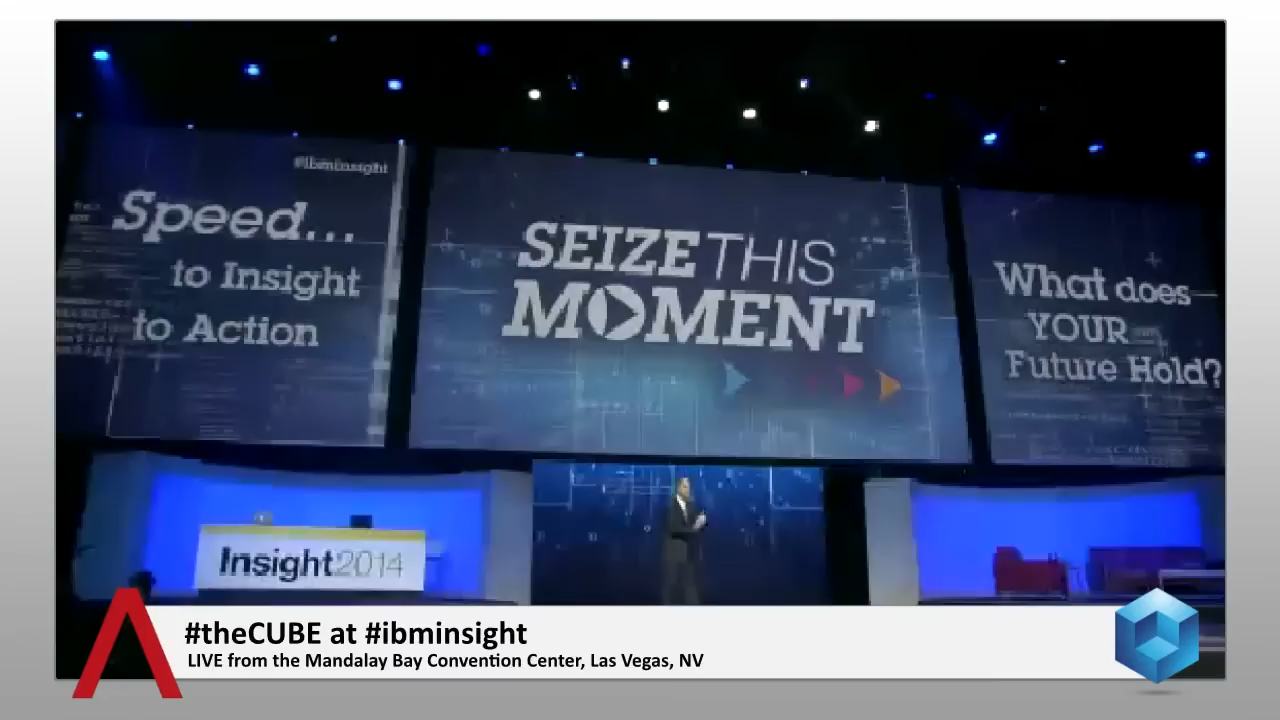 #ibminsight
Speed...
to Insight
to Action
SEIZE THIS
MOMENT
What does
YOUR
Future Hold?
Insight2014
#theCUBE at #ibminsight
LIVE from the Mandalay Bay Convention Center, Las Vegas, NV